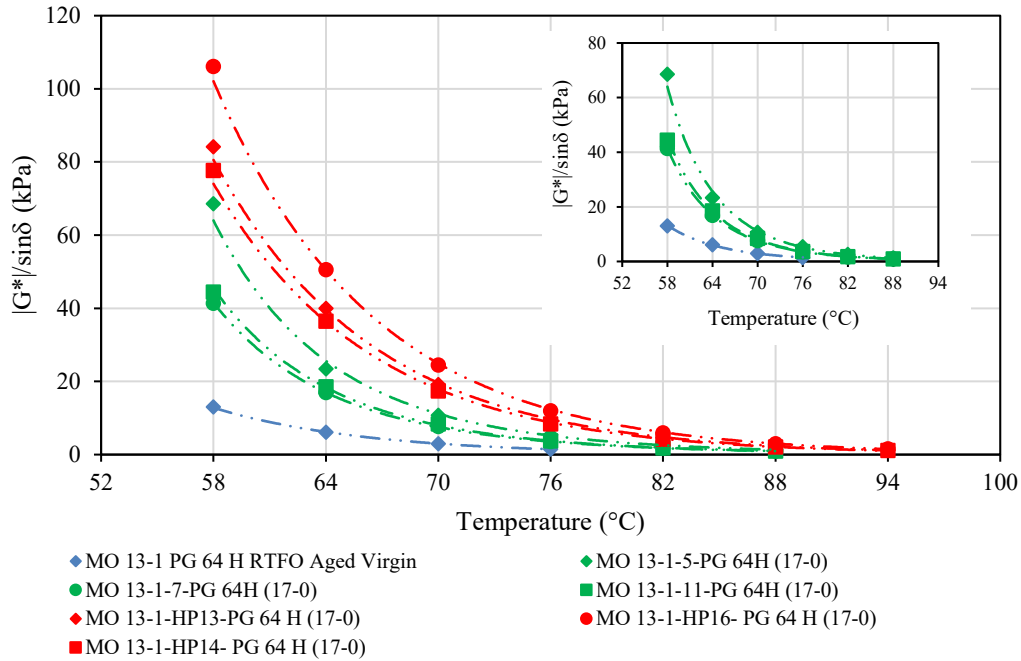 120
100
80
60
40
20
0
|G*|/sinδ (kPa)
52 58 64 70 76 82 88 94 100
Temperature (°C)
80
60
40
20
0
|G*|/sinδ (kPa)
52 58 64 70 76 82 88 94
Temperature (°C)
MO 13-1 PG 64 H RTFO Aged Virgin
MO 13-1-5-PG 64H (17-0)
MO 13-1-7-PG 64H (17-0)
MO 13-1-11-PG 64H (17-0)
MO 13-1-HP13-PG 64 H (17-0)
MO 13-1-HP16- PG 64 H (17-0)
MO 13-1-HP14- PG 64 H (17-0)